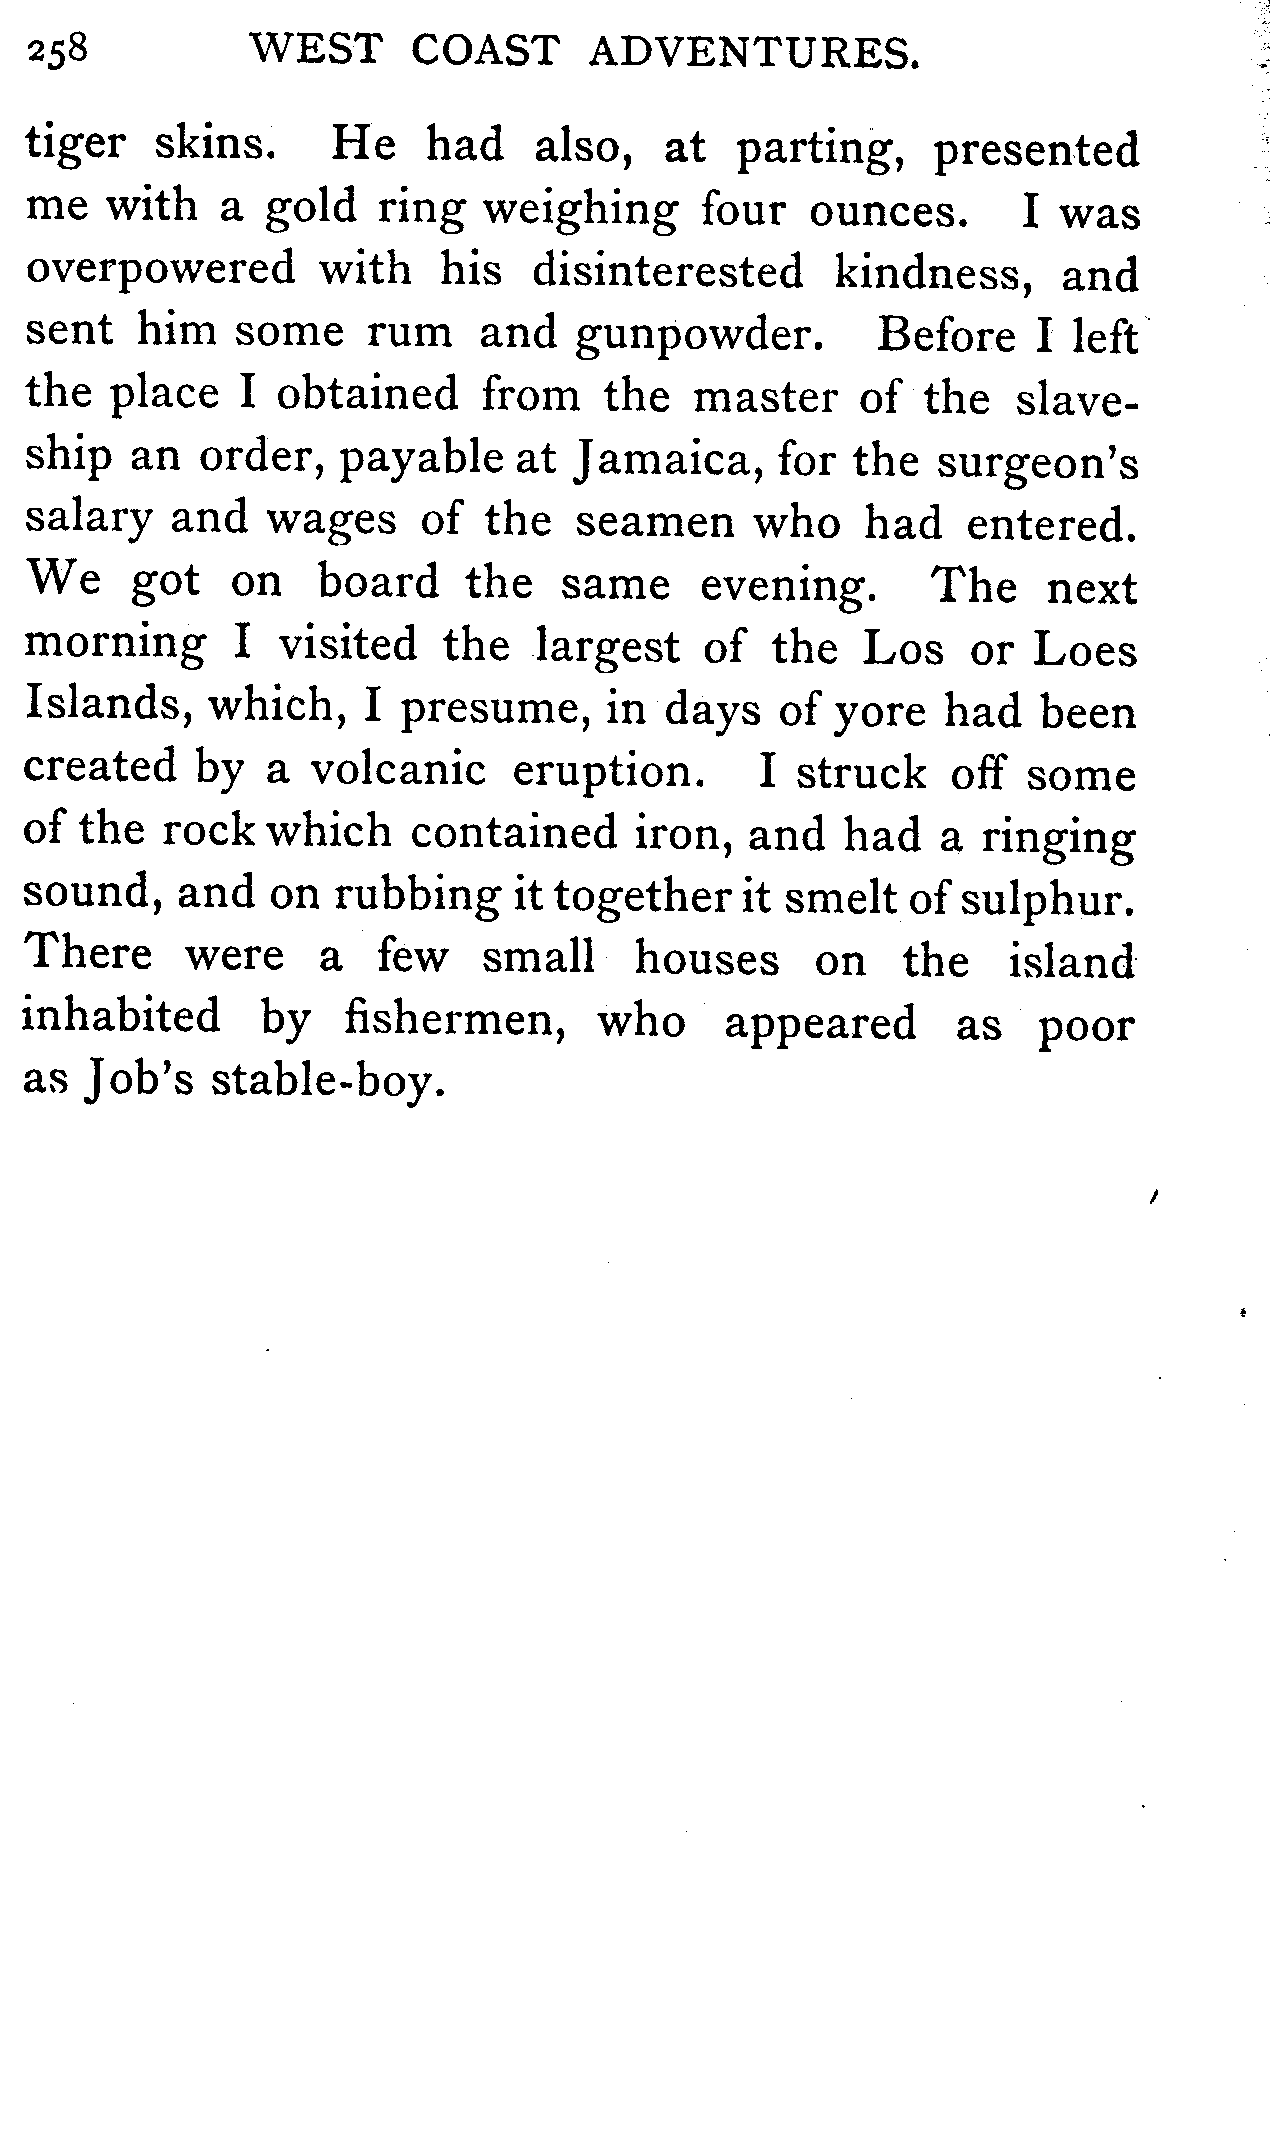 258 WEST COAST ADVENTURES.
tiger skins. He had also, at parting, presented
me with a gold ring weighing four ounces. I was
overpowered with his disinterested kindness, and
sent him some rum and gunpowder. Before I left
the place I obtained from the master of the slave-
ship an order, payable at Jamaica, for the surgeon's
salary and wages of the seamen who had entered.
We got on board the same evening. The next
morning I visited the largest of the Los or Loes
Islands, which, I presume, in days of yore had been
created by a volcanic eruption. I struck off some
of the rock which contained iron, and had a ringing
sound, and on rubbing it together it smelt of sulphur.
There were a few small houses on the island
inhabited by fishermen, who appeared as poor
as Job's stable-boy.